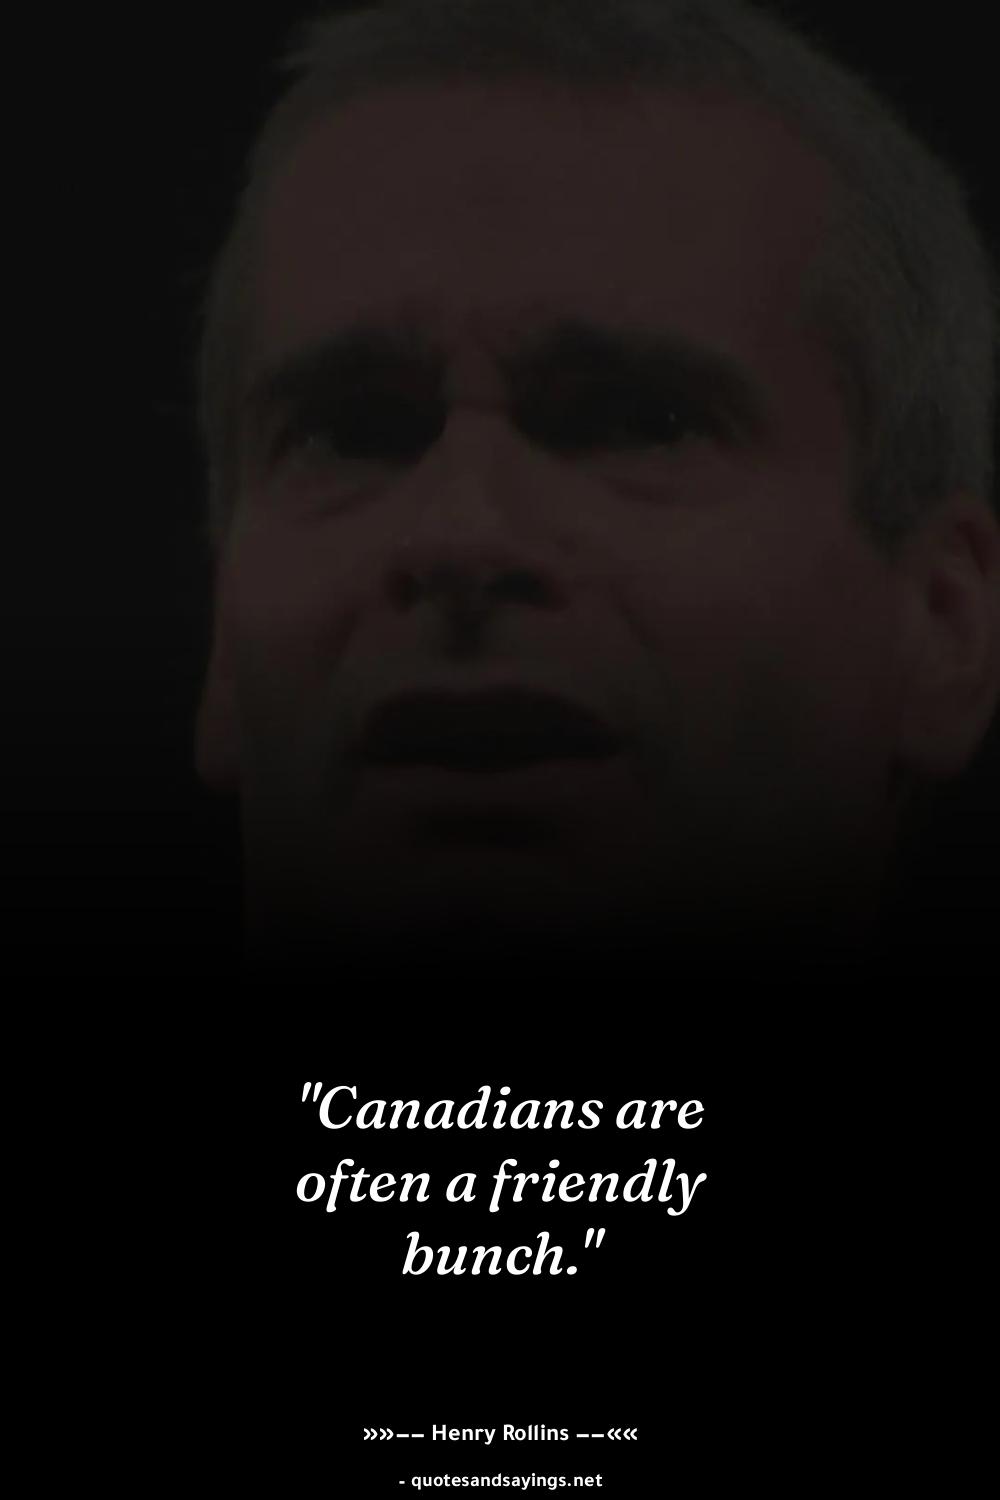 "Canadians are
often a friendly
bunch."
»»−− Henry Rollins −−««
- quotesandsayings.net